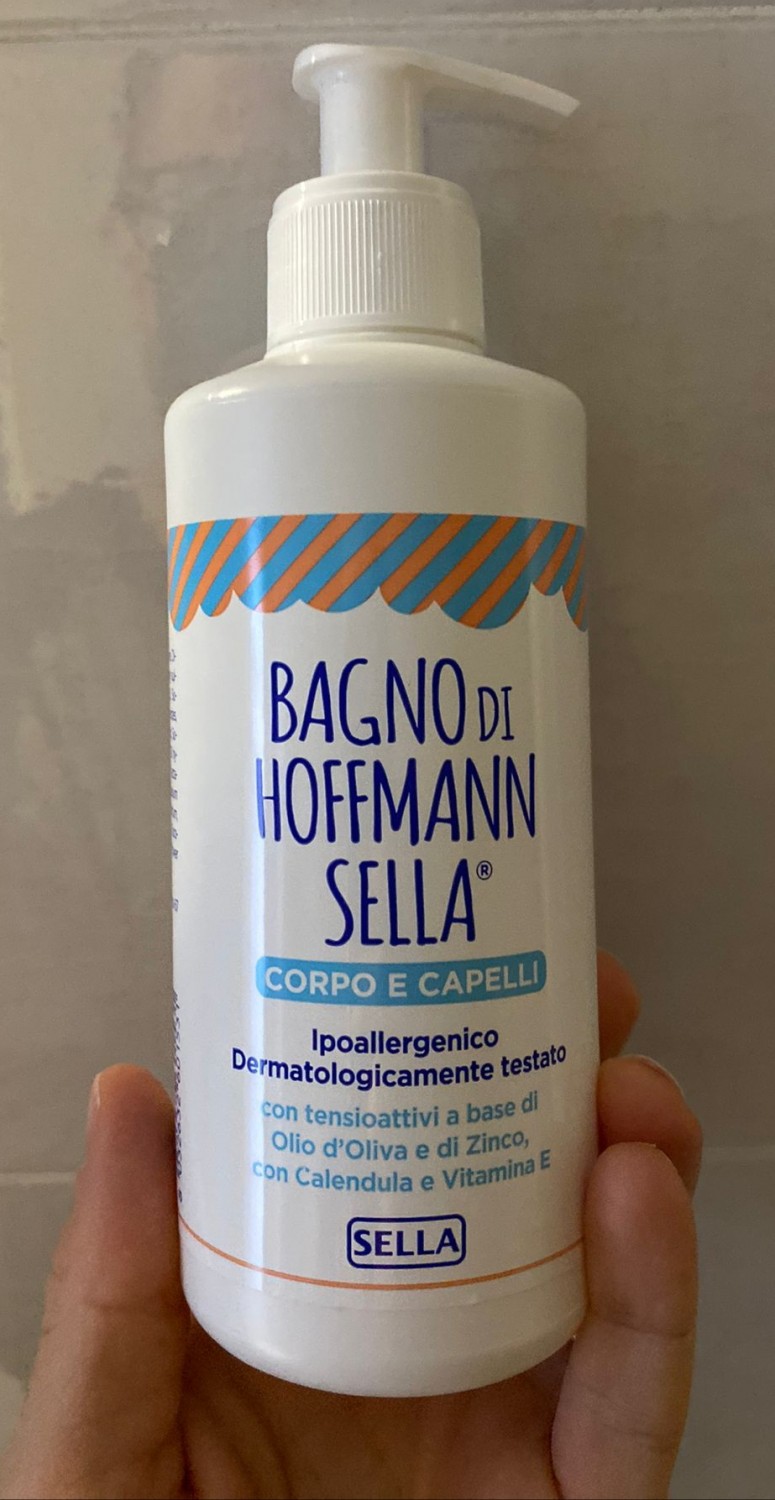 BAGNO DI
HOFFMANN
SELLA®
CORPO E CAPELLI
Ipoallergenico
Dermatologicamente testato
con tensioattivi a base di
Olio d'Oliva e di Zinco,
con Calendula e Vitamina E
SELLA